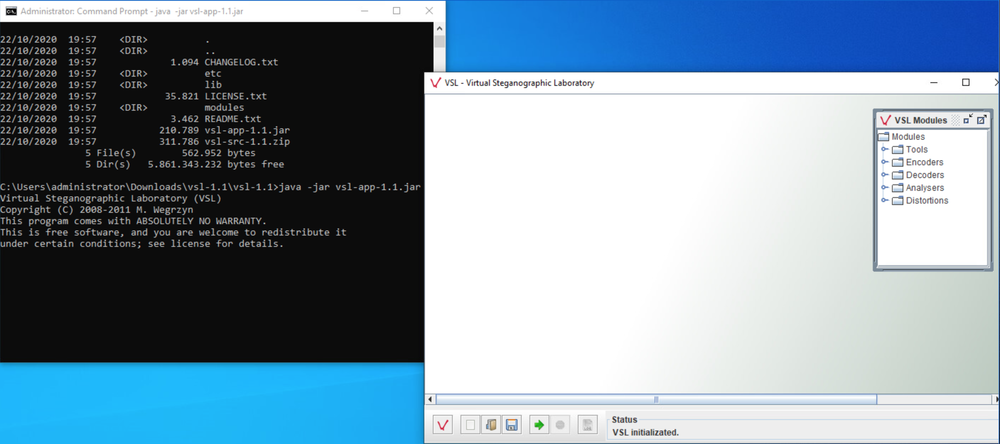 Administrator: Command Prompt - java  -jar vsl-app-1.1.jar
22/10/2020  19:57    <DIR>          .
22/10/2020  19:57    <DIR>          ..
22/10/2020  19:57             1.094 CHANGELOG.txt
22/10/2020  19:57    <DIR>          etc
22/10/2020  19:57    <DIR>          lib
22/10/2020  19:57            35.821 LICENSE.txt
22/10/2020  19:57    <DIR>          modules
22/10/2020  19:57             3.462 README.txt
22/10/2020  19:57           210.789 vsl-app-1.1.jar
22/10/2020  19:57           311.786 vsl-src-1.1.zip
               5 File(s)        562.952 bytes
               5 Dir(s)   5.861.343.232 bytes free
C:\Users\administrator\Downloads\vsl-1.1\vsl-1.1>java -jar vsl-app-1.1.jar
Virtual Steganographic Laboratory (VSL)
Copyright (C) 2008-2011 M. Wegrzyn
This program comes with ABSOLUTELY NO WARRANTY.
This is free software, and you are welcome to redistribute it
under certain conditions; see license for details.
VSL - Virtual Steganographic Laboratory
VSL Modules
Modules
Tools
Encoders
Decoders
Analysers
Distortions
LOG
Status
VSL initializated.